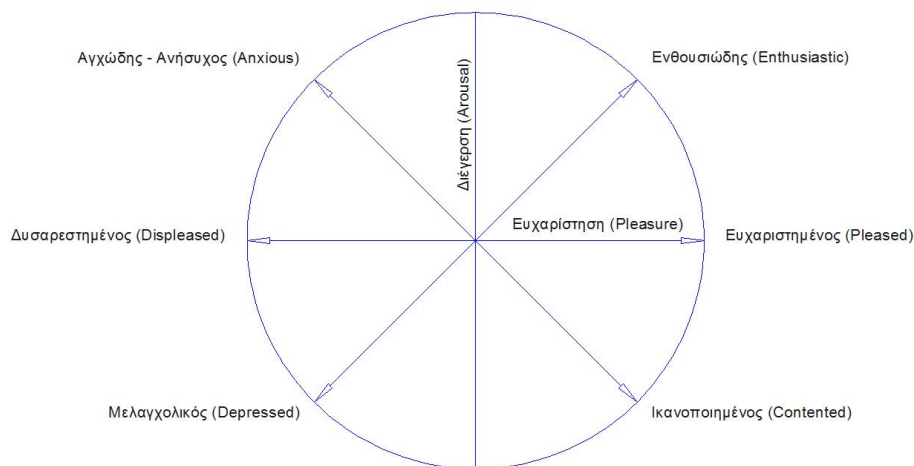 Αγχώδης - Ανήσυχος (Anxious)
Ενθουσιώδης (Enthusiastic)
Διέγερση (Arousal)
Ευχαρίστηση (Pleasure)
Δυσαρεστημένος (Displeased)
Ευχαριστημένος (Pleased)
Μελαγχολικός (Depressed)
Ικανοποιημένος (Contented)